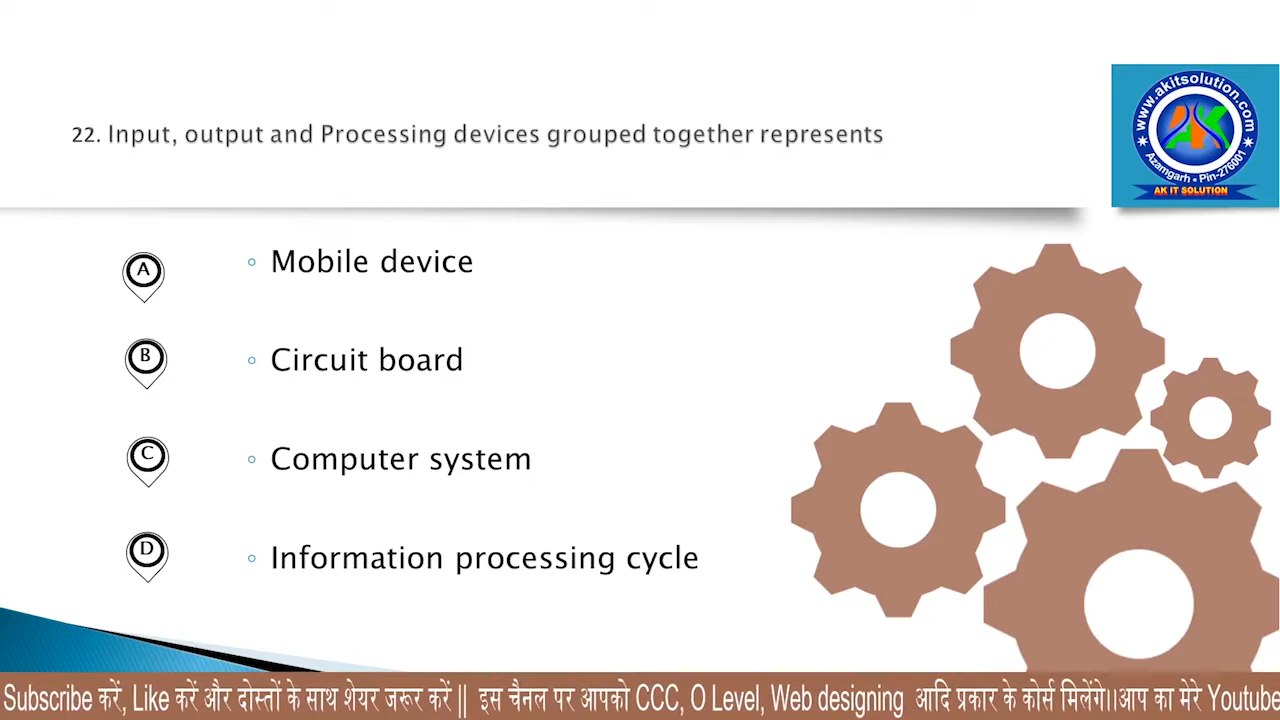 22. Input, output and Processing devices grouped together represents
www.akitsolution.com
AK
Azamgarh • Pin-276001
AK IT SOLUTION
A
◦ Mobile device
B
◦ Circuit board
C
◦ Computer system
D
◦ Information processing cycle
Subscribe करें, Like करें और दोस्तों के साथ शेयर जरूर करें || इस चैनल पर आपको CCC, O Level, Web designing आदि प्रकार के कोर्स मिलेंगे।।आप का मेरे Youtube